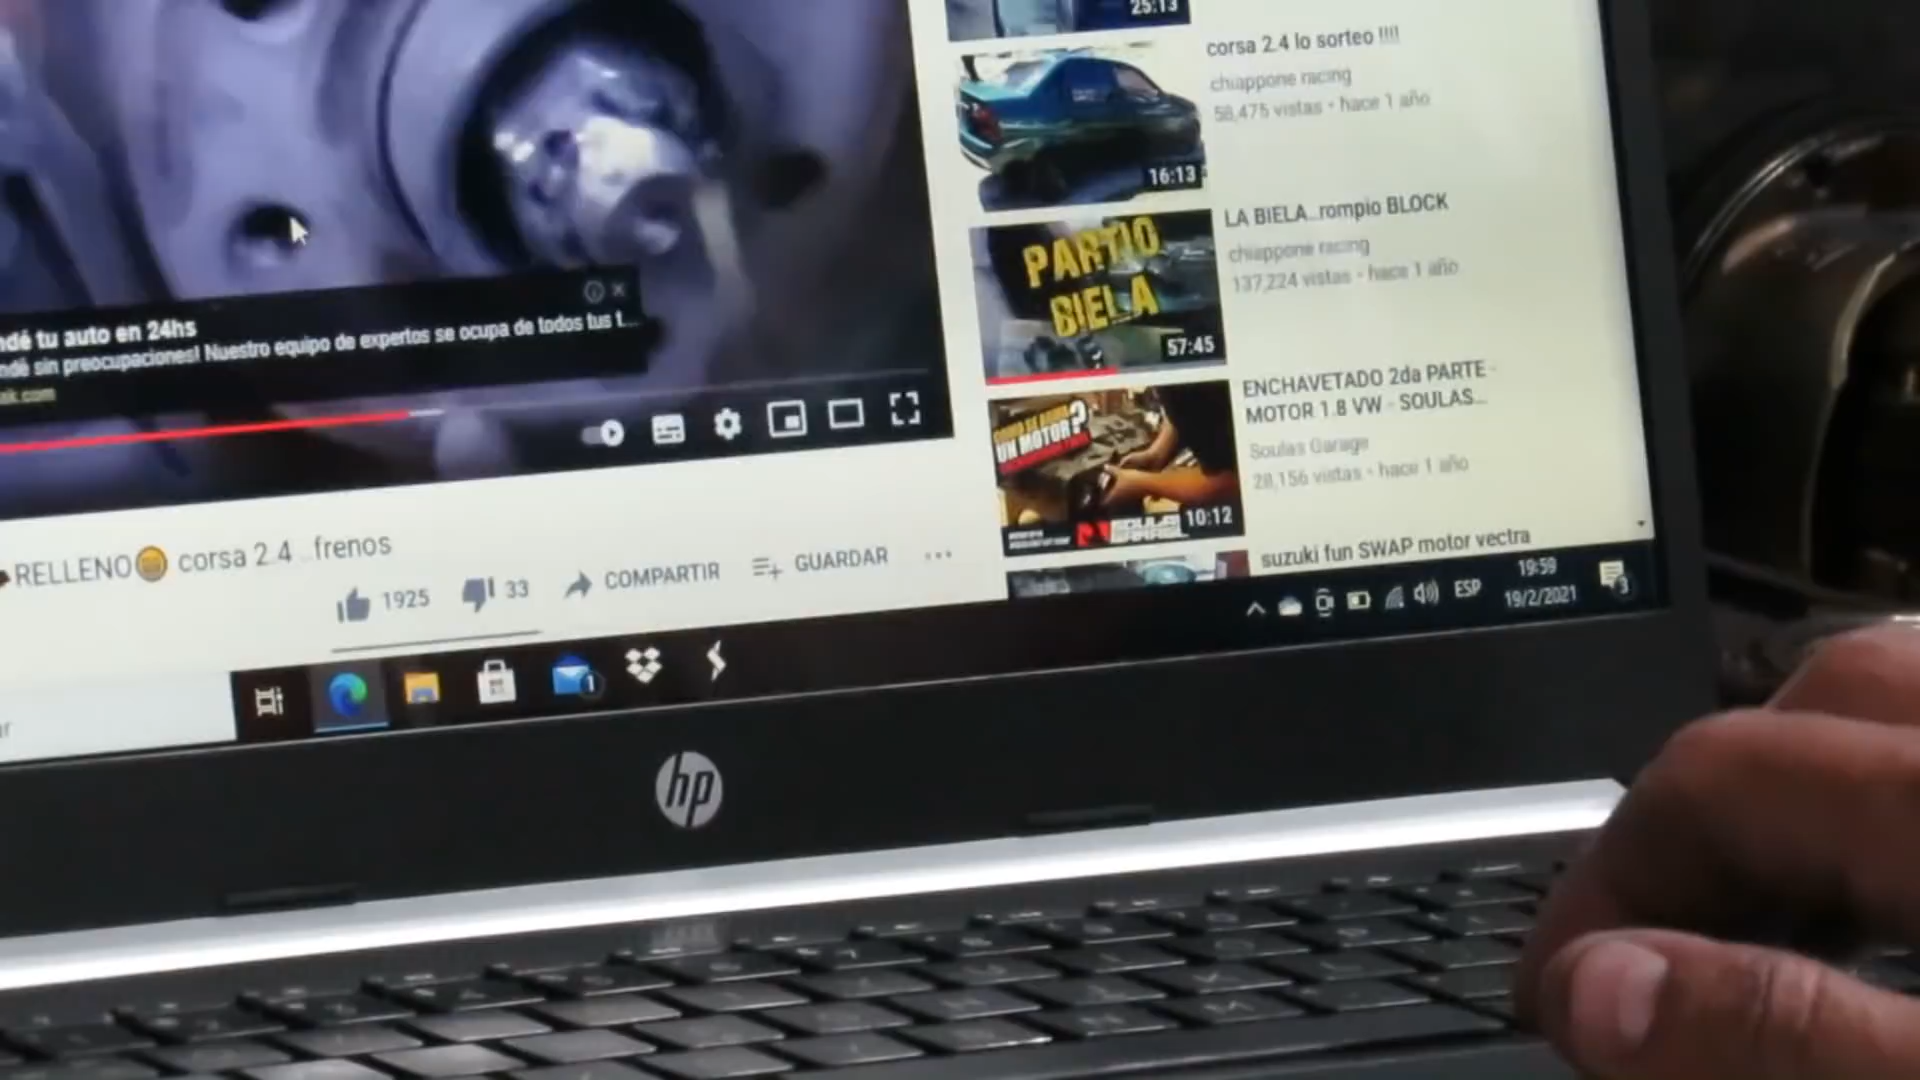 25:13
corsa 2.4 lo sorteo !!!!
chiappone racing
58,475 vistas • hace 1 año
16:13
LA BIELA...rompio BLOCK
chiappone racing
137,224 vistas • hace 1 año
PARTIO
BIELA
57:45
ENCHAVETADO 2da PARTE -
MOTOR 1.8 VW - SOULAS...
Soulas Garage
28,156 vistas • hace 1 año
UN MOTOR?
10:12
suzuki fun SWAP motor vectra
ndé tu auto en 24hs
ndé sin preocupaciones! Nuestro equipo de expertos se ocupa de todos tus t...
RELLENO😁 corsa 2.4 ..frenos
1925
33
COMPARTIR
GUARDAR
...
1
ESP
19:59
19/2/2021
3
hp